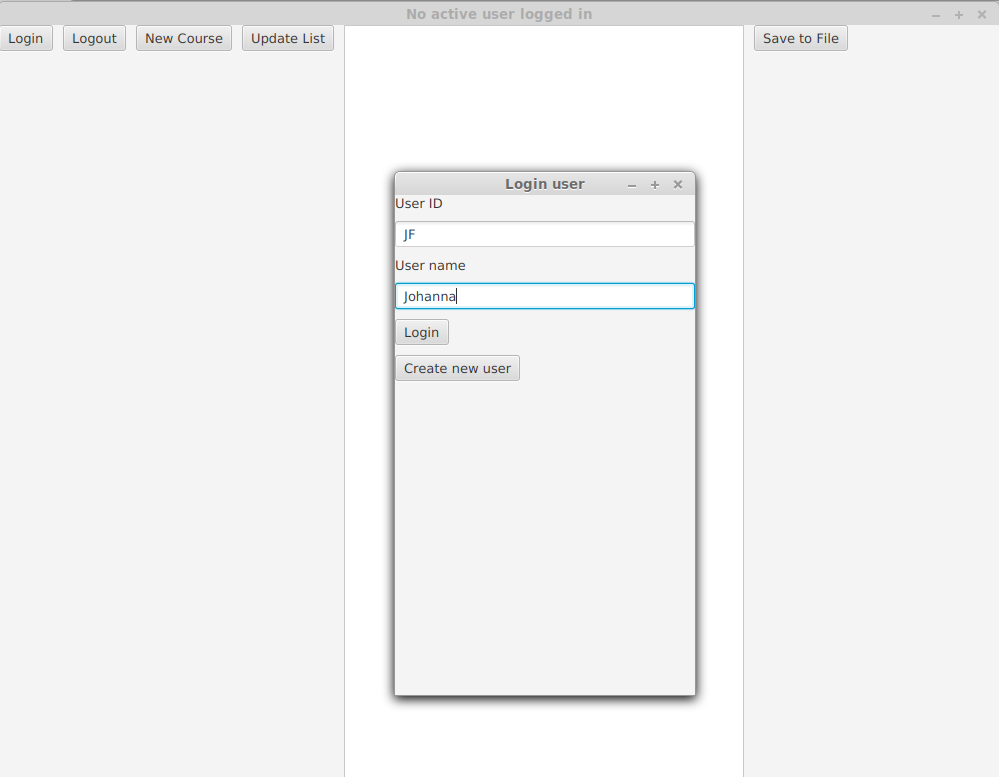 No active user logged in
Login Logout New Course Update List Save to File
Login user
User ID
JF
User name
Johanna
Login
Create new user